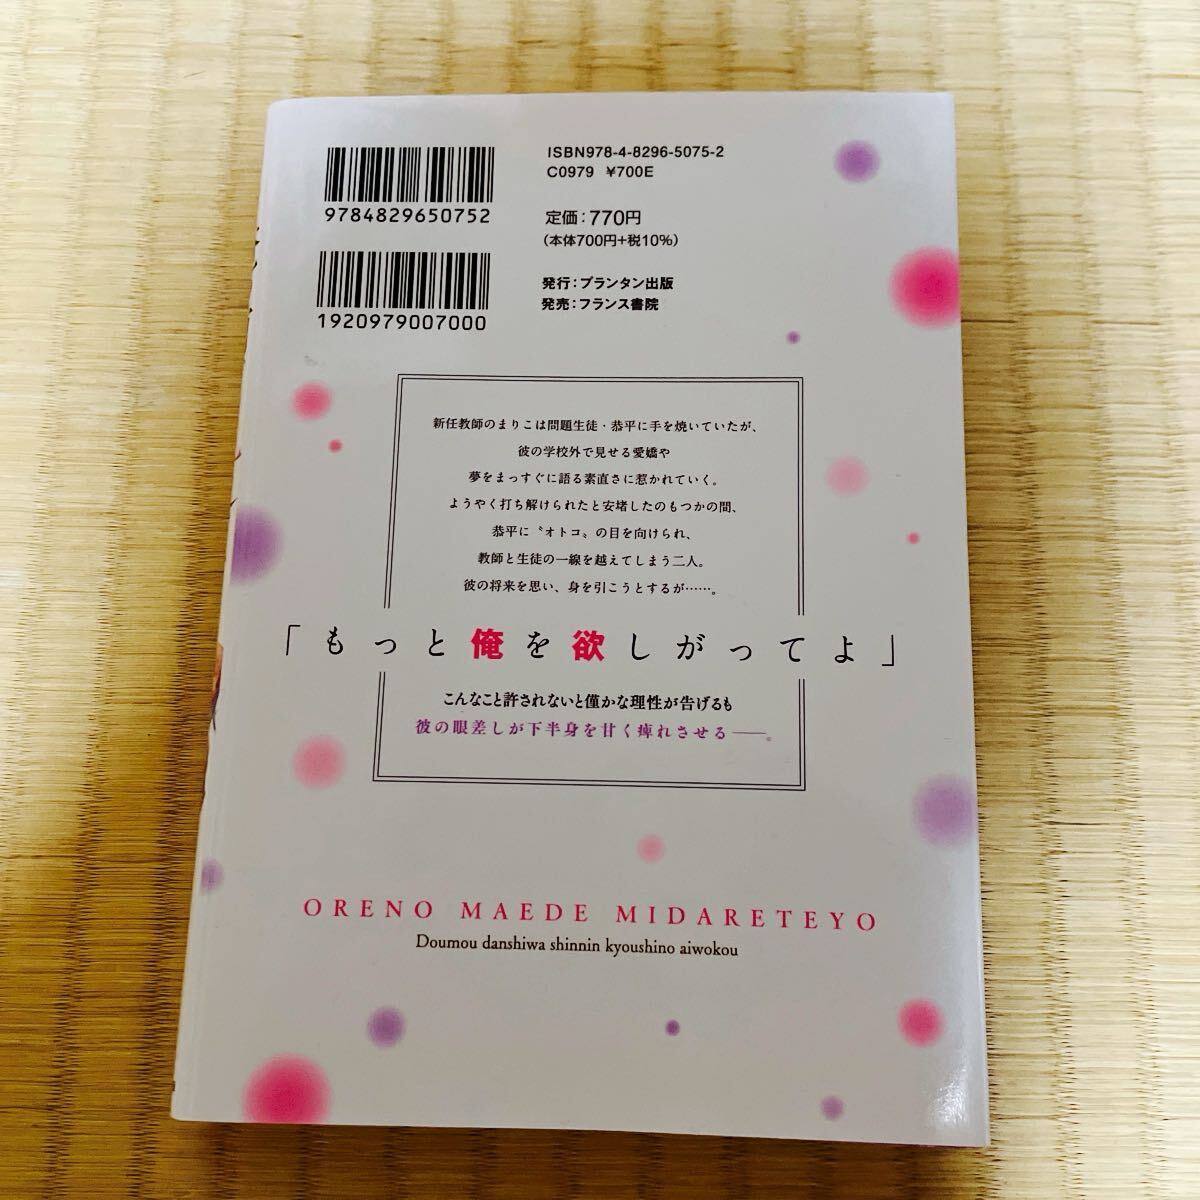 ISBN978-4-8296-5075-2
C0979 ¥700E
9784829650752
定価：770円
（本体700円+税10%）
1920979007000
発行：プランタン出版
発売：フランス書院
新任教師のまりこは問題生徒・恭平に手を焼いていたが、
彼の学校外で見せる愛嬌や
夢をまっすぐに語る素直さに惹かれていく。
ようやく打ち解けられたと安堵したのもつかの間、
恭平に〝オトコ〟の目を向けられ、
教師と生徒の一線を越えてしまう二人。
彼の将来を思い、身を引こうとするが……。
「もっと俺を欲しがってよ」
こんなこと許されないと僅かな理性が告げるも
彼の眼差しが下半身を甘く痺れさせる――。
ORENO MAEDE MIDARETEYO
Doumou danshiwa shinnin kyoushino aiwokou